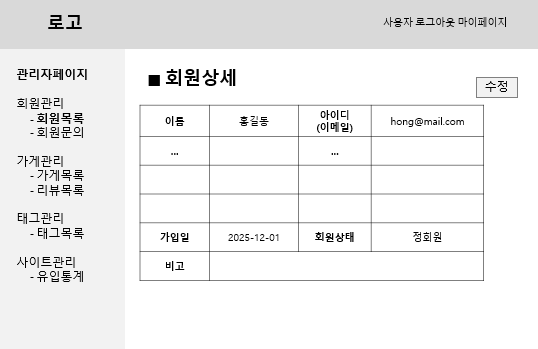 로고
사용자 로그아웃 마이페이지
관리자페이지
회원관리
- 회원목록
- 회원문의
가게관리
- 가게목록
- 리뷰목록
태그관리
- 태그목록
사이트관리
- 유입통계
■ 회원상세
수정
이름 홍길동 아이디 (이메일) hong@mail.com
... ...
가입일 2025-12-01 회원상태 정회원
비고